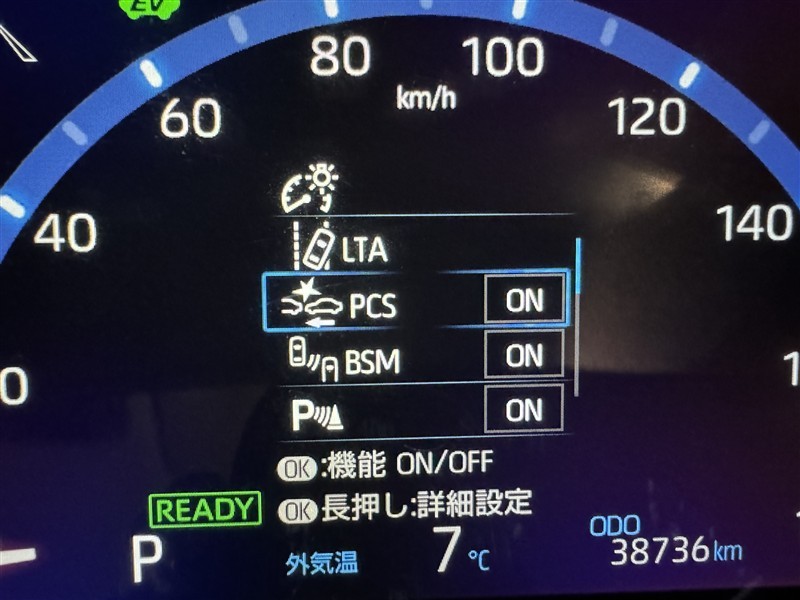 EV
80
100
km/h
60
120
40
140
LTA
PCS ON
BSM ON
P ON
OK:機能 ON/OFF
READY
OK長押し:詳細設定
P
外気温 7℃
ODO
38736km